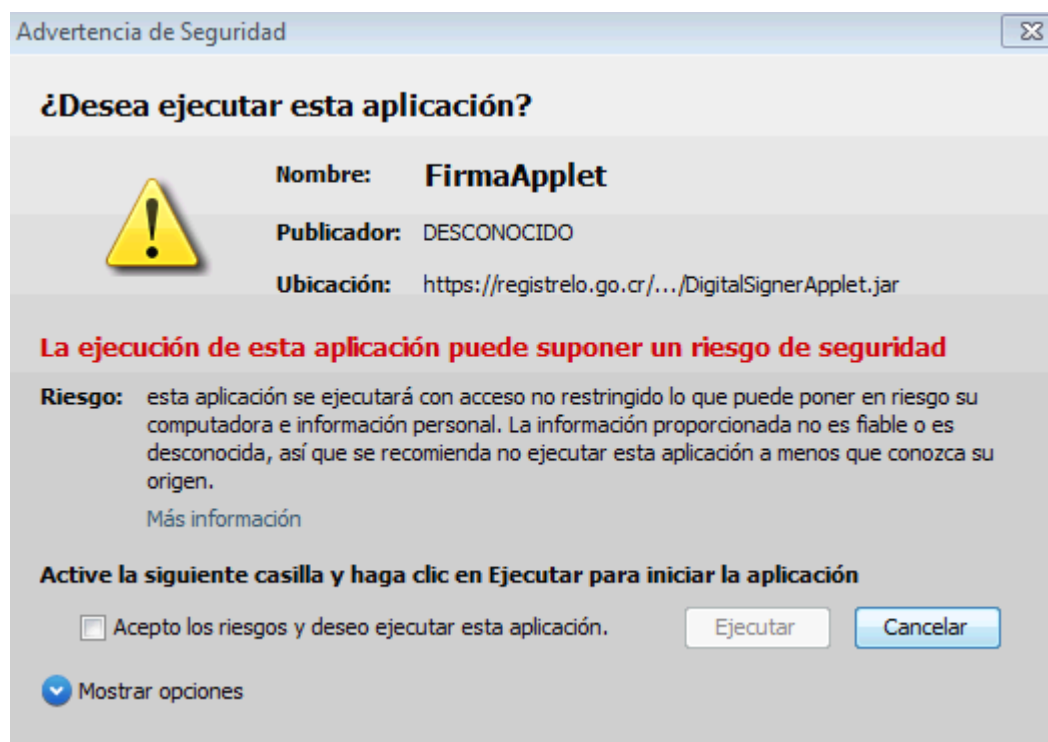 Advertencia de Seguridad
¿Desea ejecutar esta aplicación?
Nombre: FirmaApplet
Publicador: DESCONOCIDO
Ubicación: https://registrelo.go.cr/.../DigitalSignerApplet.jar
La ejecución de esta aplicación puede suponer un riesgo de seguridad
Riesgo: esta aplicación se ejecutará con acceso no restringido lo que puede poner en riesgo su
computadora e información personal. La información proporcionada no es fiable o es
desconocida, así que se recomienda no ejecutar esta aplicación a menos que conozca su
origen.
Más información
Active la siguiente casilla y haga clic en Ejecutar para iniciar la aplicación
Acepto los riesgos y deseo ejecutar esta aplicación. Ejecutar Cancelar
Mostrar opciones